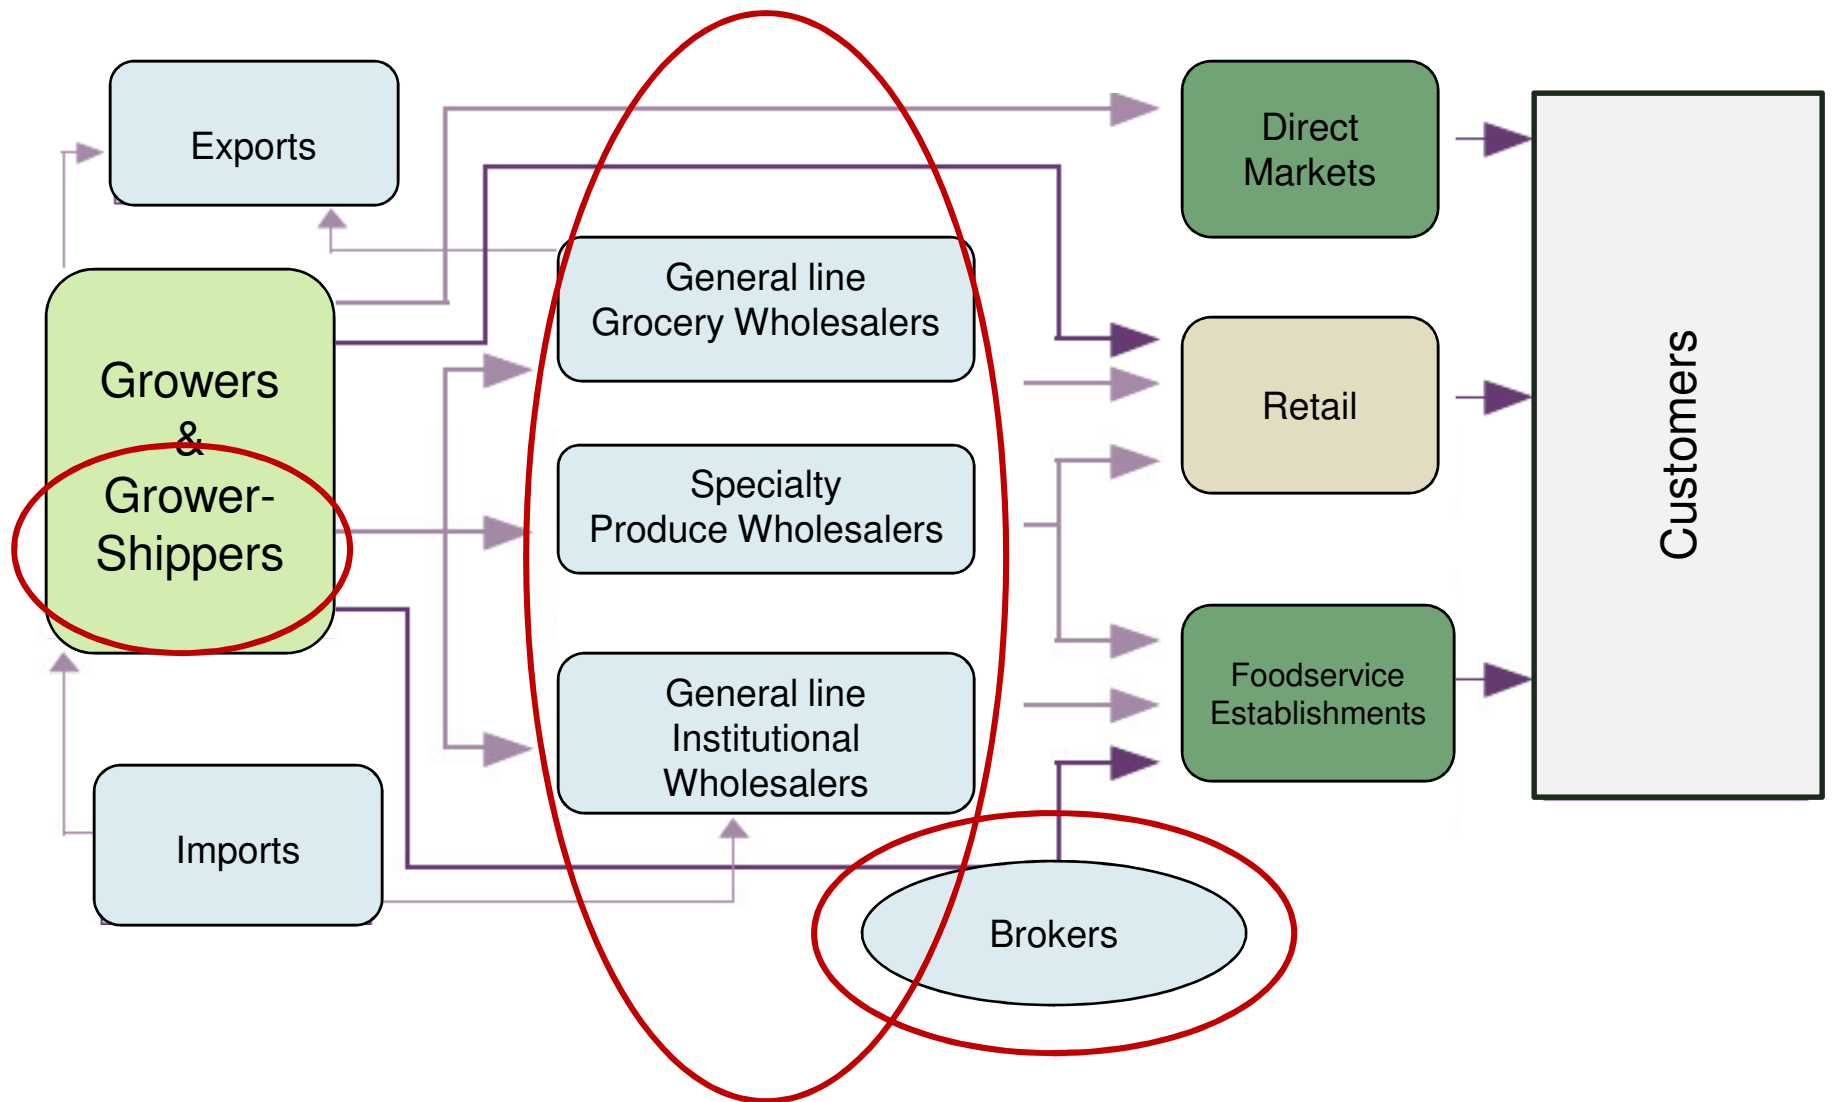 Exports
Growers
&
Grower-
Shippers
Imports
General line
Grocery Wholesalers
Specialty
Produce Wholesalers
General line
Institutional
Wholesalers
Brokers
Direct
Markets
Retail
Foodservice
Establishments
Customers